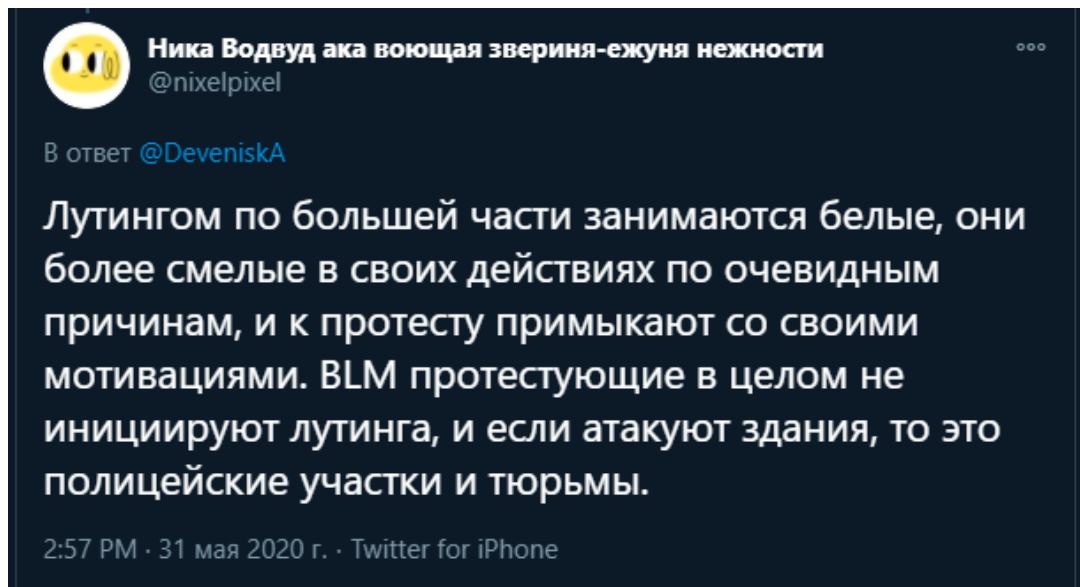 Ника Водвуд ака воющая звериня-ежуня нежности
@nixelpixel
В ответ @DeveniskA
Лутингом по большей части занимаются белые, они
более смелые в своих действиях по очевидным
причинам, и к протесту примыкают со своими
мотивациями. BLM протестующие в целом не
инициируют лутинга, и если атакуют здания, то это
полицейские участки и тюрьмы.
2:57 PM · 31 мая 2020 г. · Twitter for iPhone